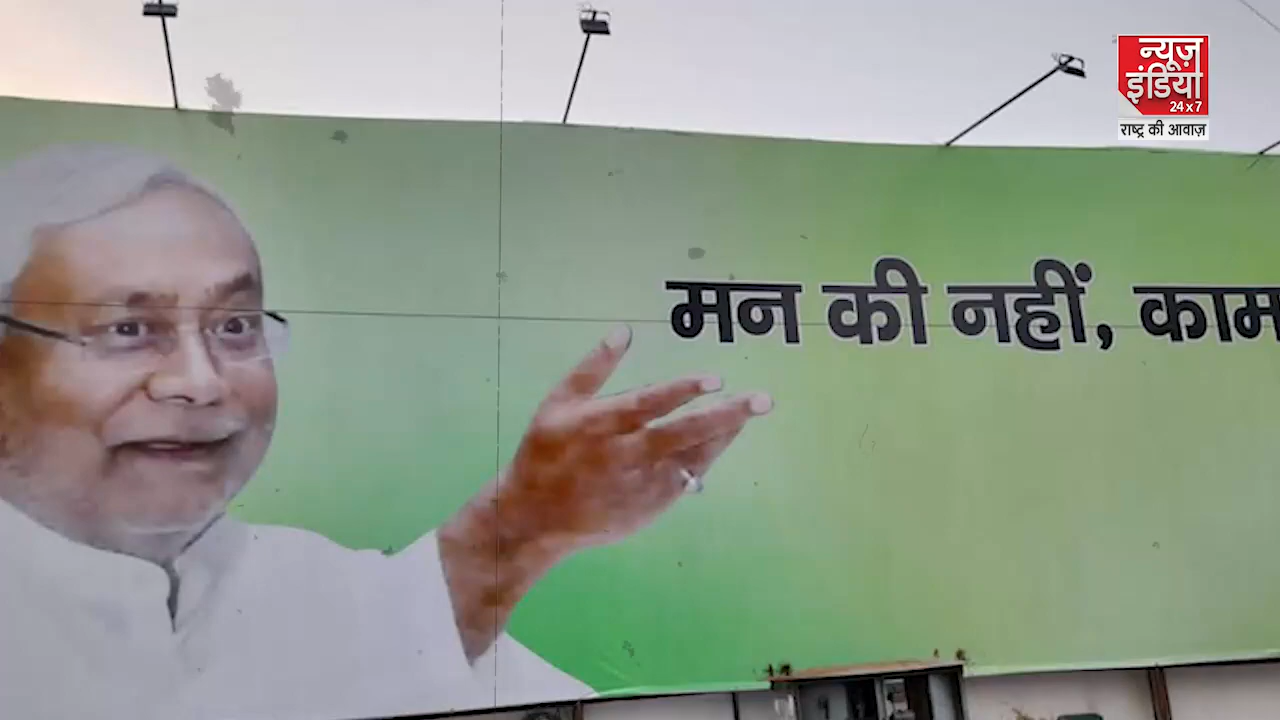 न्यूज़
इंडिया
24x7
राष्ट्र की आवाज़
मन की नहीं, काम